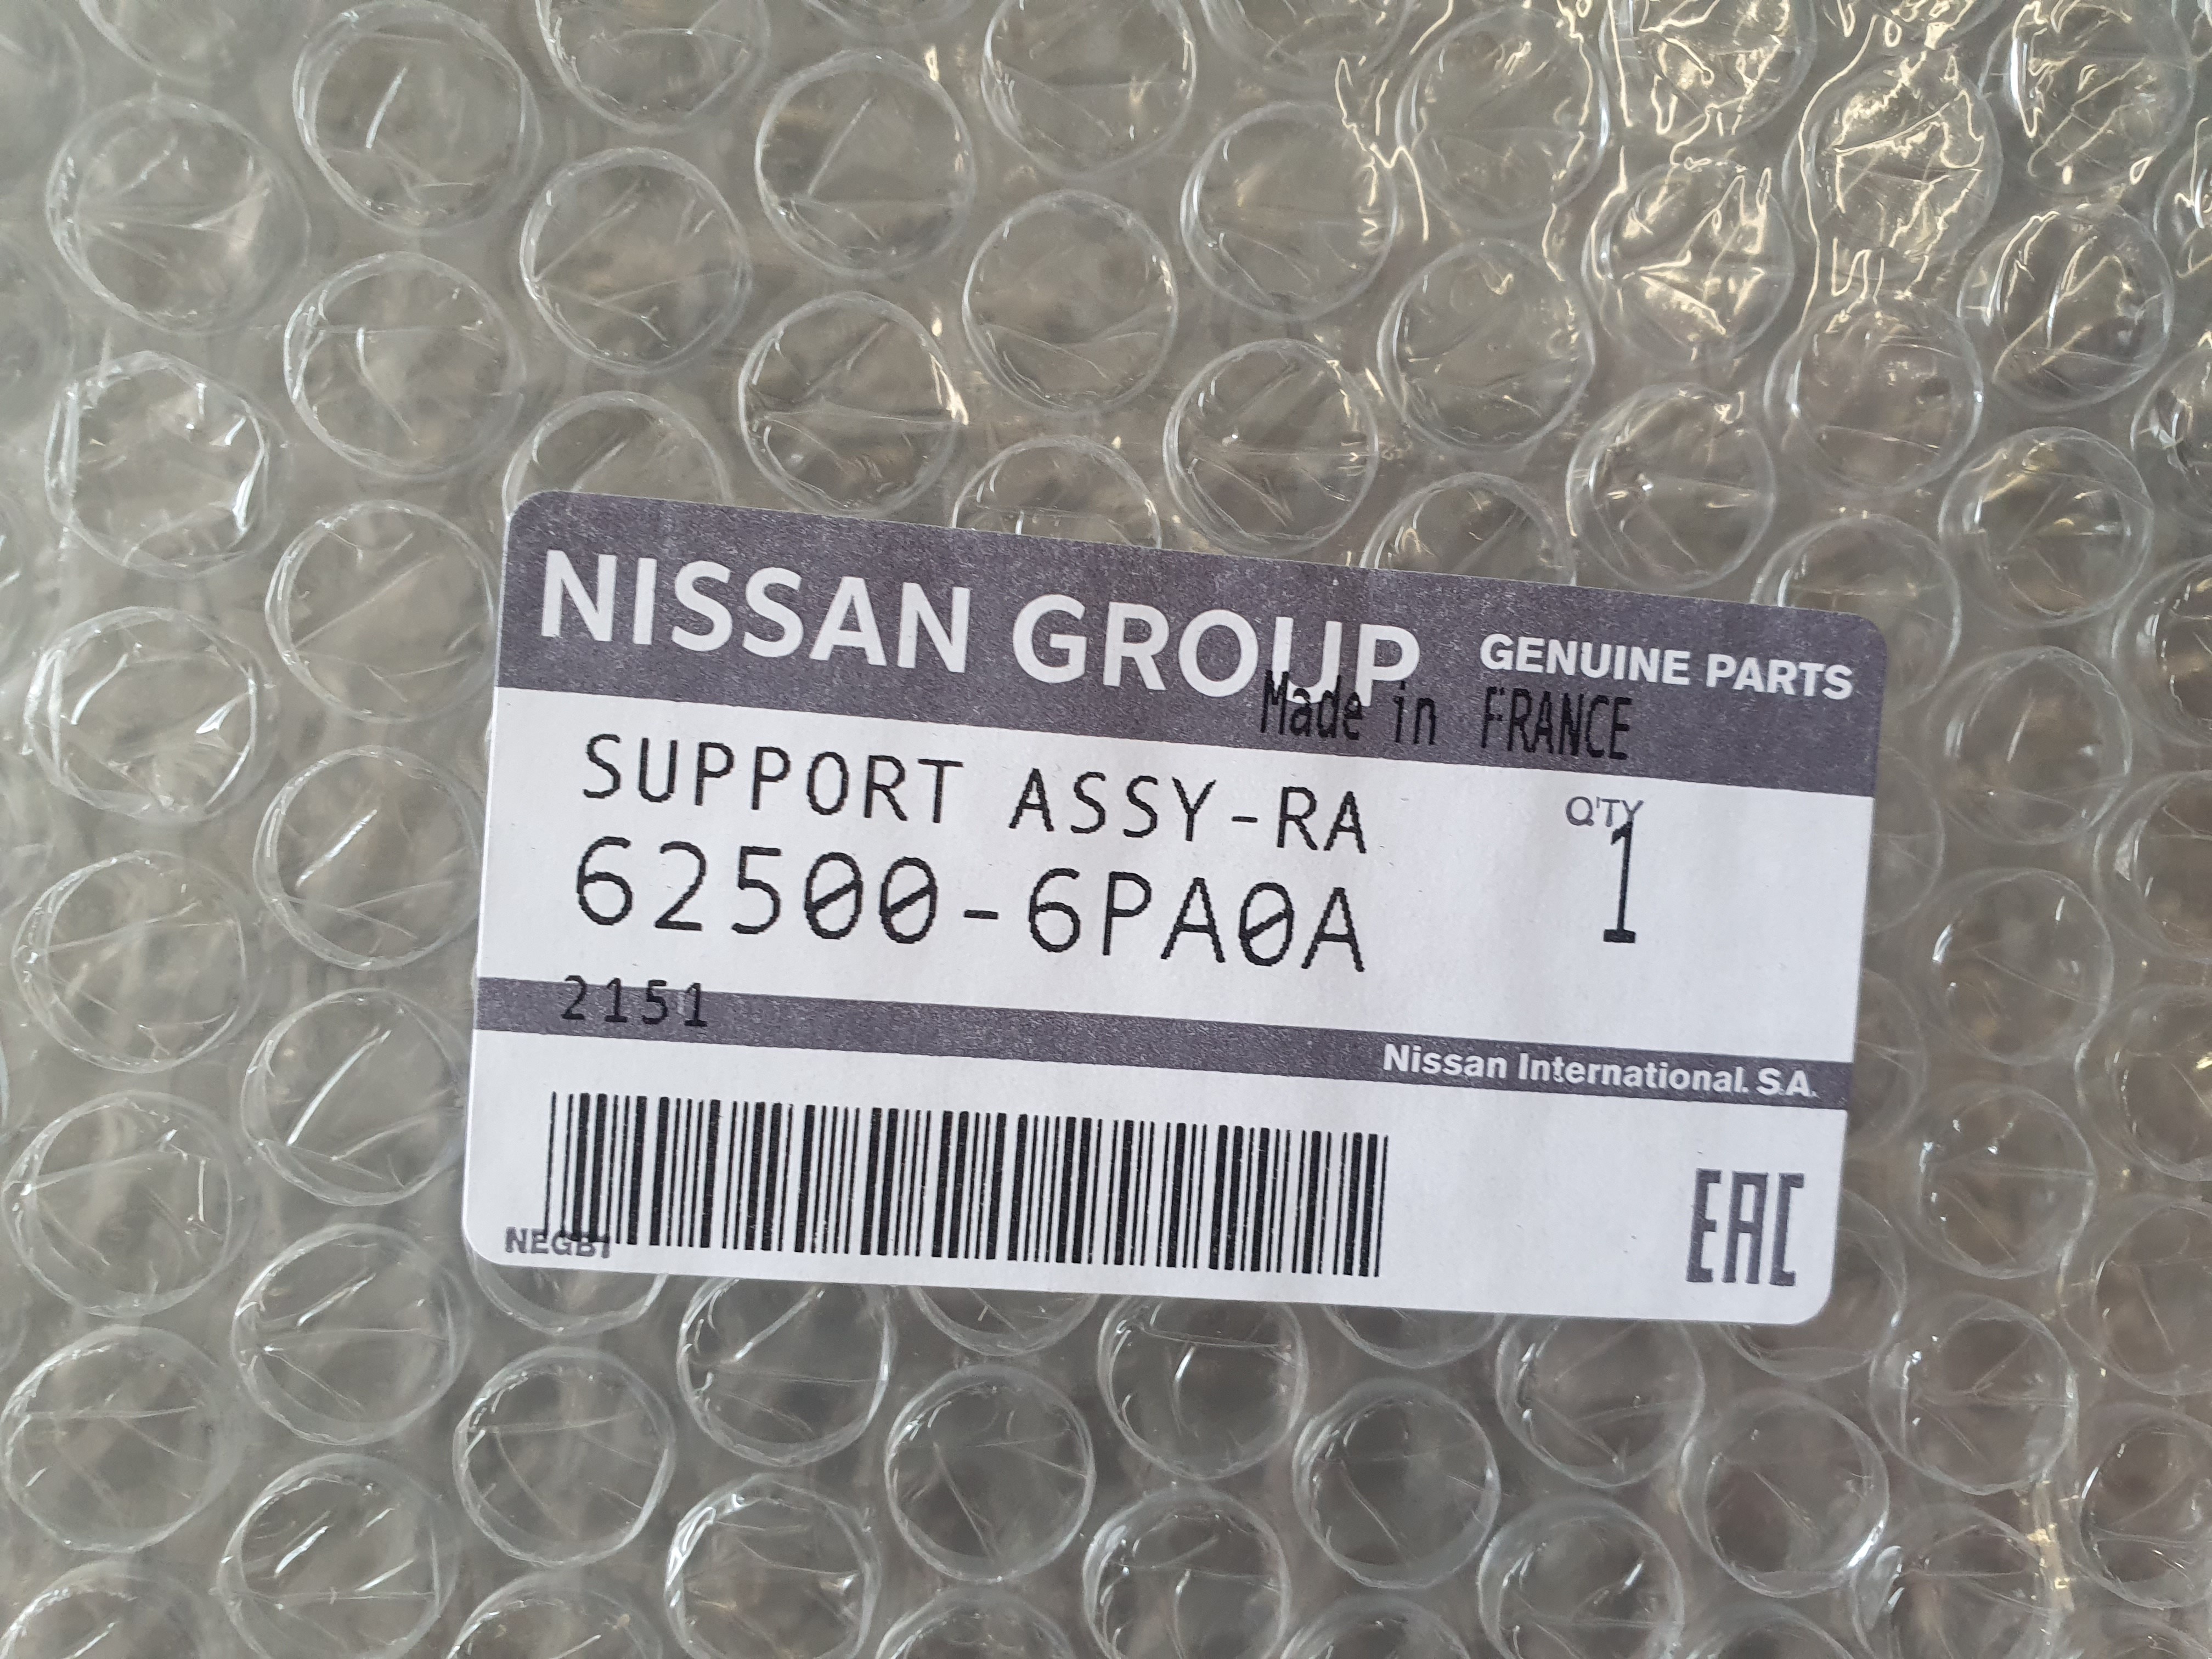 NISSAN GROUP GENUINE PARTS
Made in FRANCE
SUPPORT ASSY-RA
Q'TY
62500-6PA0A 1
2151
Nissan International. S.A.
NEGB1
EAC